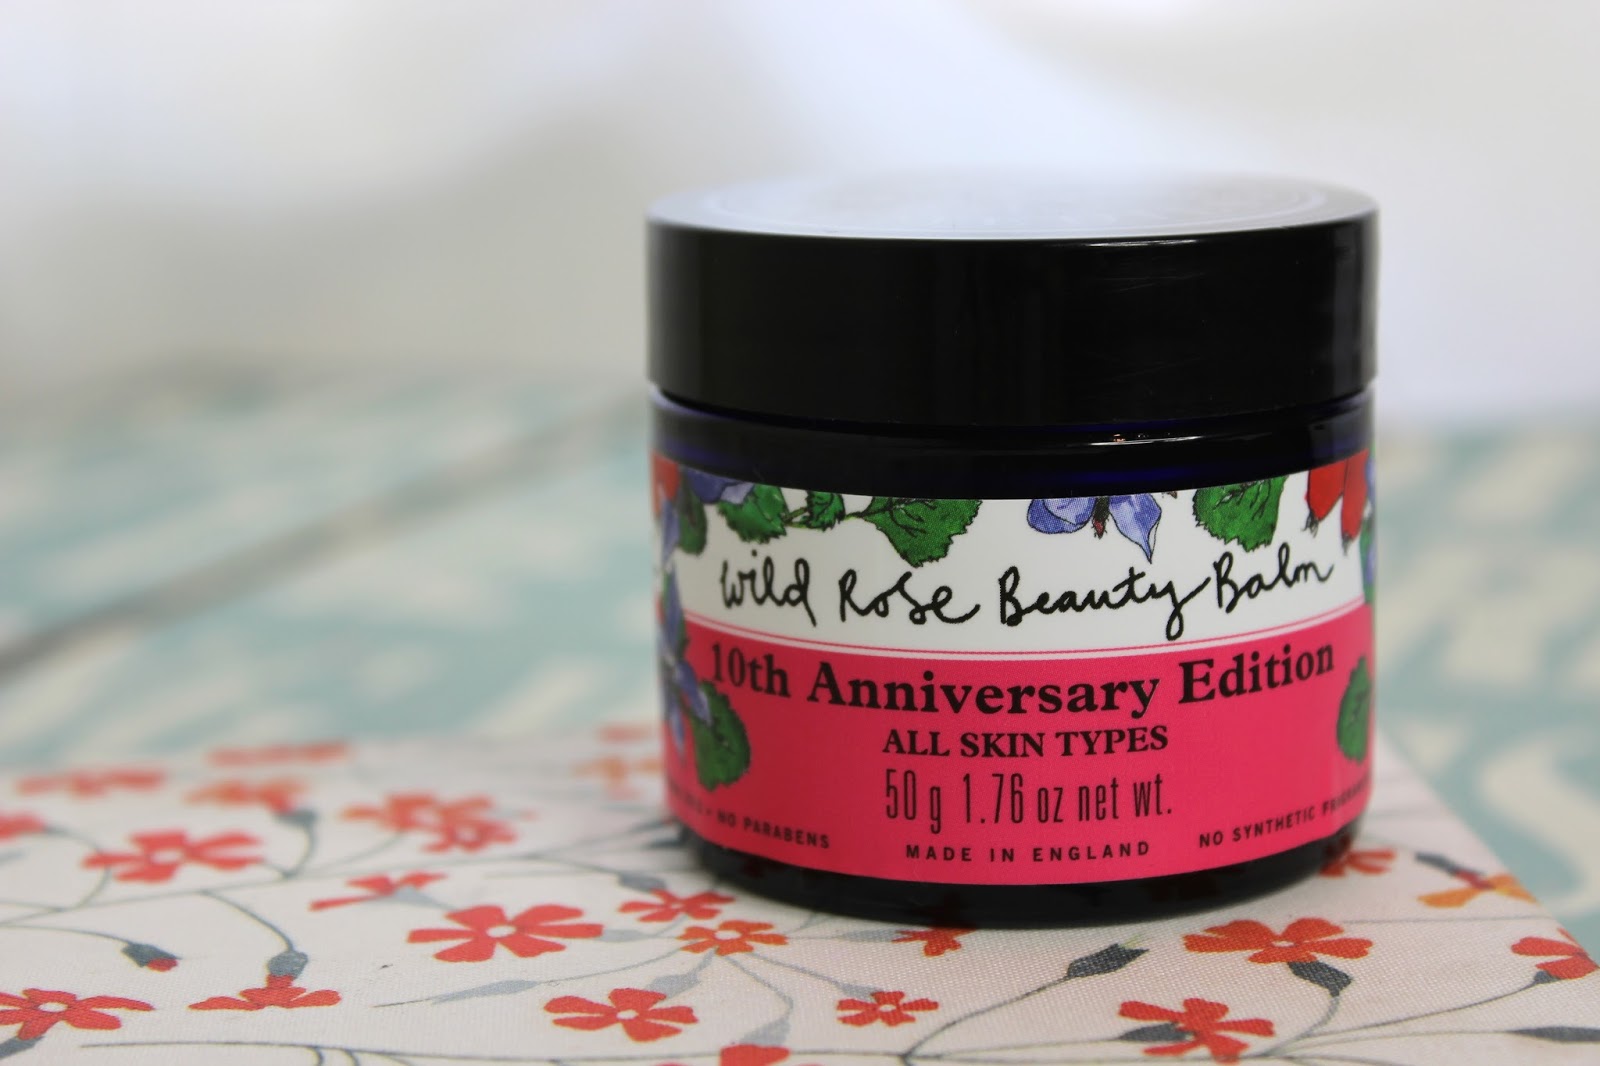 Wild Rose Beauty Balm
10th Anniversary Edition
ALL SKIN TYPES
50 g 1.76 oz net wt.
• NO PARABENS
MADE IN ENGLAND
NO SYNTHETIC